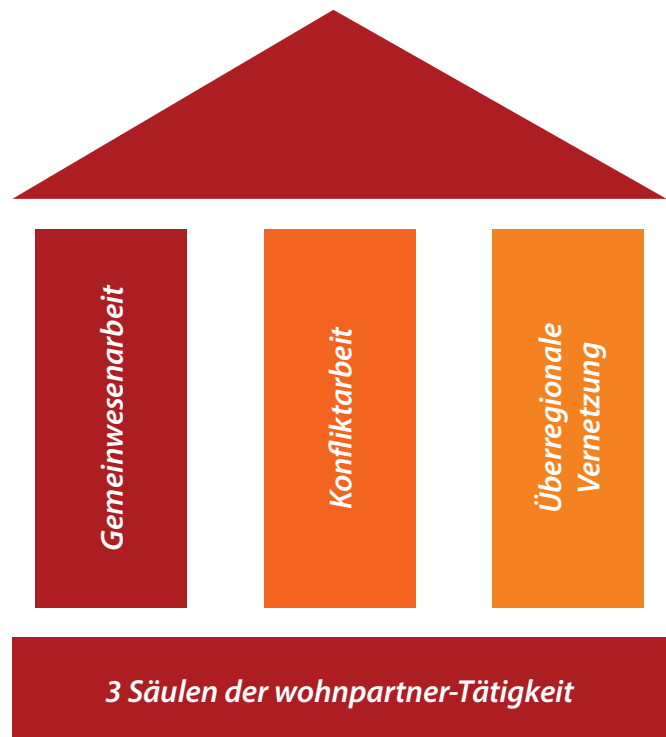 Gemeinwesenarbeit
Konfliktarbeit
Überregionale
Vernetzung
3 Säulen der wohnpartner-Tätigkeit